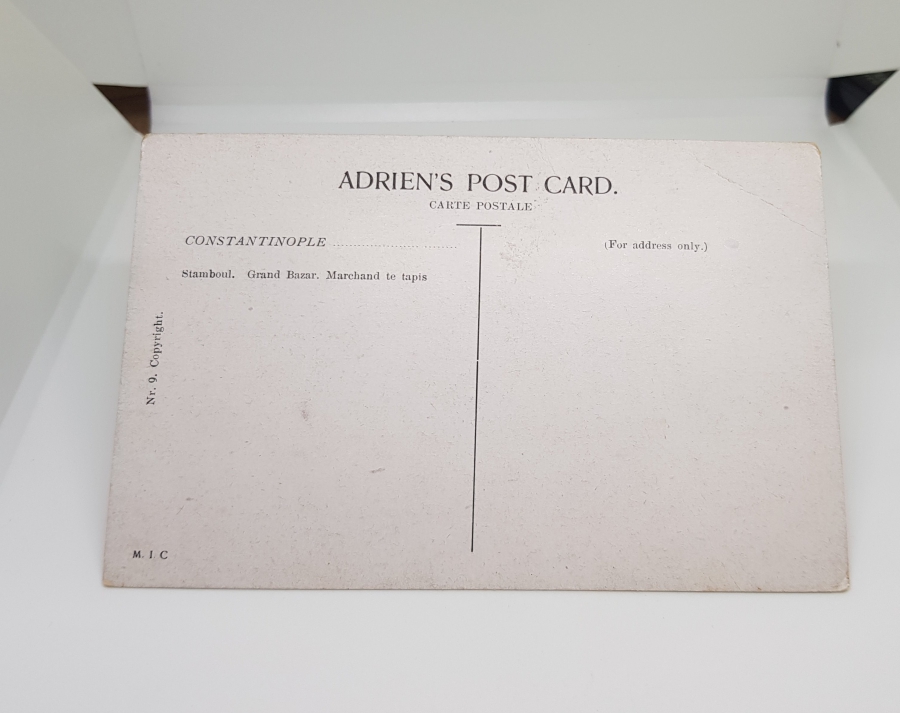 ADRIEN'S POST CARD.
CARTE POSTALE
CONSTANTINOPLE
(For address only.)
Stamboul. Grand Bazar. Marchand te tapis
Nr. 9. Copyright.
M. I C